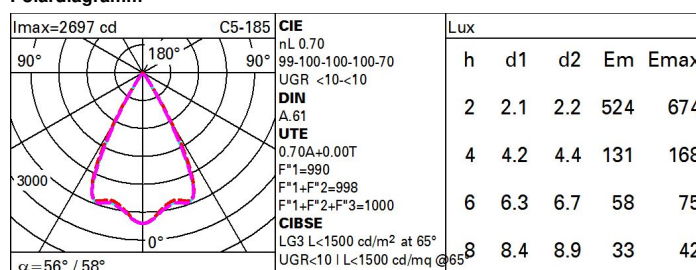 Imax=2697 cd C5-185
90° 180° 90°
3000
0°
α=56° / 58°
CIE
nL 0.70
99-100-100-100-70
UGR <10-<10
DIN
A.61
UTE
0.70A+0.00T
F"1=990
F"1+F"2=998
F"1+F"2+F"3=1000
CIBSE
LG3 L<1500 cd/m² at 65°
UGR<10 | L<1500 cd/mq @65°
Lux
h d1 d2 Em Emax
2 2.1 2.2 524 674
4 4.2 4.4 131 168
6 6.3 6.7 58 75
8 8.4 8.9 33 42